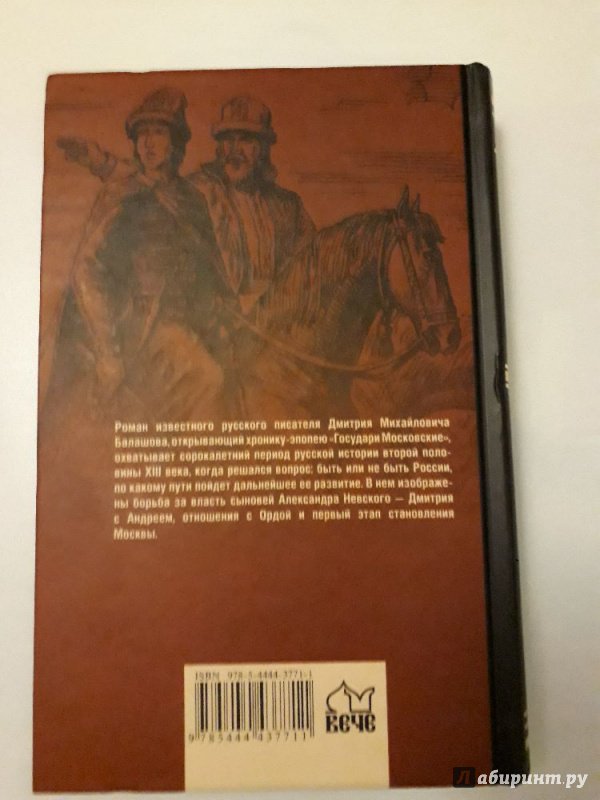 Роман известного русского писателя Дмитрия Михайловича
Балашова, открывающий хронику-эпопею «Государи Московские»,
охватывает сорокалетний период русской истории второй поло-
вины XIII века, когда решался вопрос: быть или не быть России,
по какому пути пойдет дальнейшее ее развитие. В нем изображе-
ны борьба за власть сыновей Александра Невского — Дмитрия
с Андреем, отношения с Ордой и первый этап становления
Москвы.
ISBN 978-5-4444-3771-1
9 785444 437711
ВЕЧЕ
Лабиринт.ру